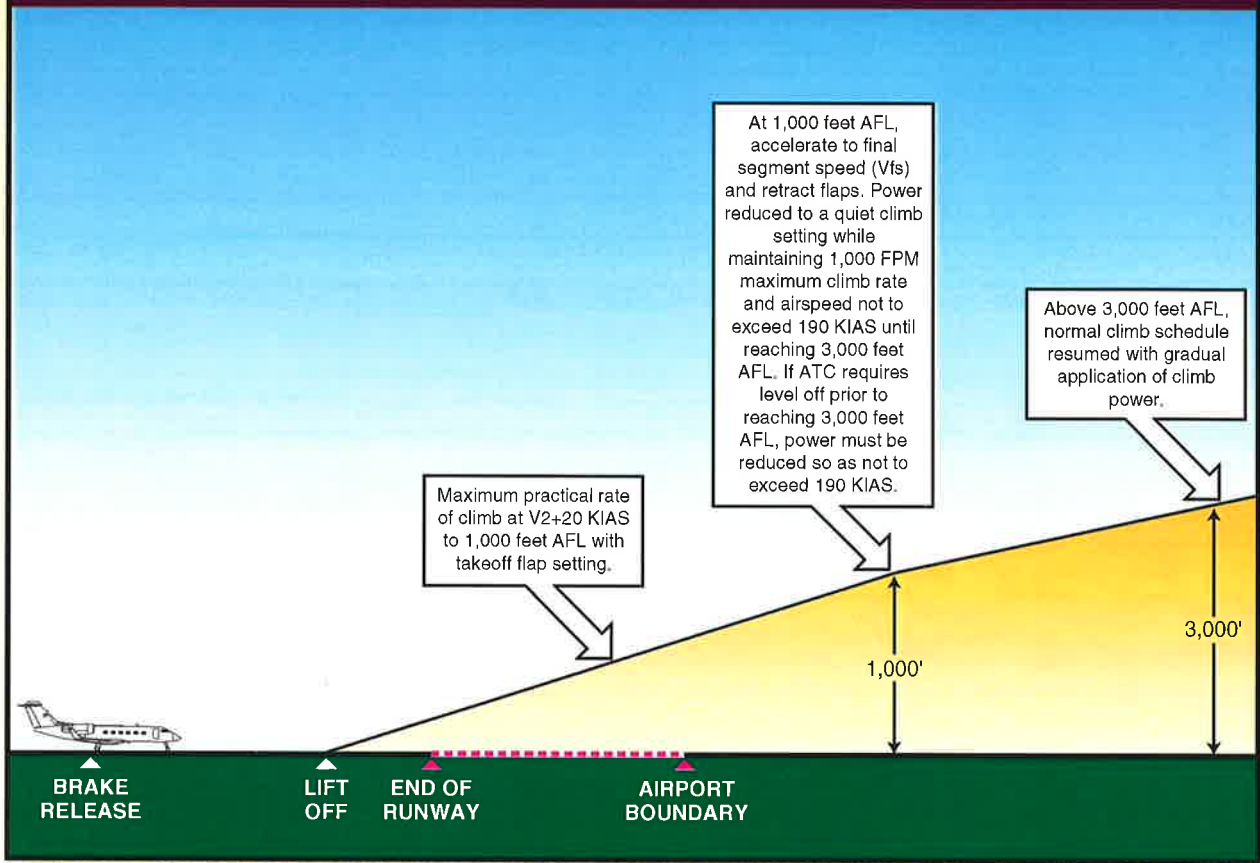 Maximum practical rate
of climb at V2+20 KIAS
to 1,000 feet AFL with
takeoff flap setting.
At 1,000 feet AFL,
accelerate to final
segment speed (Vfs)
and retract flaps. Power
reduced to a quiet climb
setting while
maintaining 1,000 FPM
maximum climb rate
and airspeed not to
exceed 190 KIAS until
reaching 3,000 feet
AFL. If ATC requires
level off prior to
reaching 3,000 feet
AFL, power must be
reduced so as not to
exceed 190 KIAS.
Above 3,000 feet AFL,
normal climb schedule
resumed with gradual
application of climb
power.
1,000'
3,000'
BRAKE
RELEASE
LIFT
OFF
END OF
RUNWAY
AIRPORT
BOUNDARY